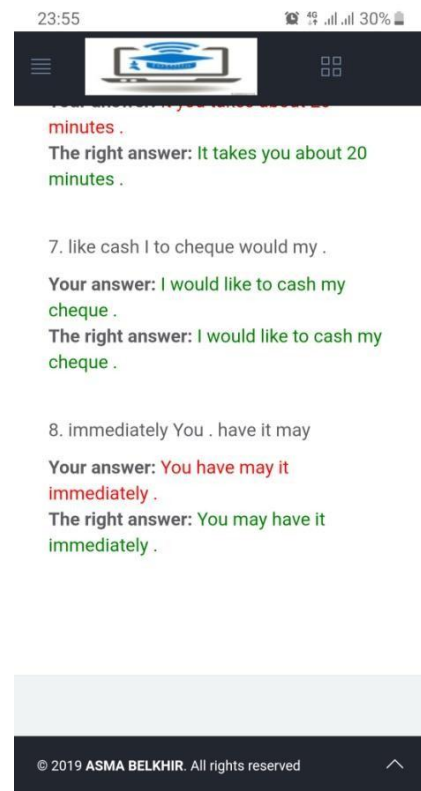 23:55
4G 30%
minutes .
The right answer: It takes you about 20
minutes .
7. like cash I to cheque would my .
Your answer: I would like to cash my
cheque .
The right answer: I would like to cash my
cheque .
8. immediately You . have it may
Your answer: You have may it
immediately .
The right answer: You may have it
immediately .
© 2019 ASMA BELKHIR. All rights reserved